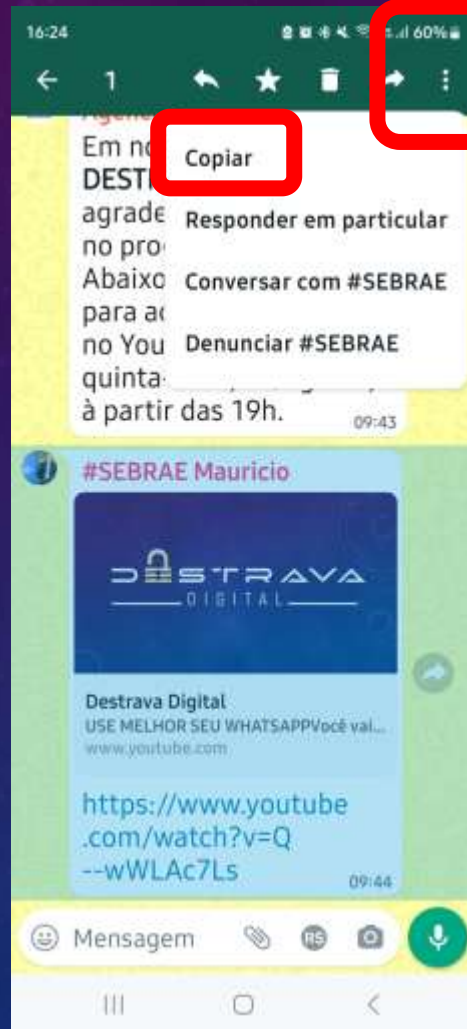 16:24
60%
1
Em no
Copiar
DEST
agrade
Responder em particular
no pro
Abaixo
Conversar com #SEBRAE
para a
no You
Denunciar #SEBRAE
quinta
à partir das 19h.
09:43
#SEBRAE Mauricio
DESTRAVA
DIGITAL
Destrava Digital
USE MELHOR SEU WHATSAPPVocê vai...
www.youtube.com
https://www.youtube
.com/watch?v=Q
--wWLAc7Ls
09:44
Mensagem
RS